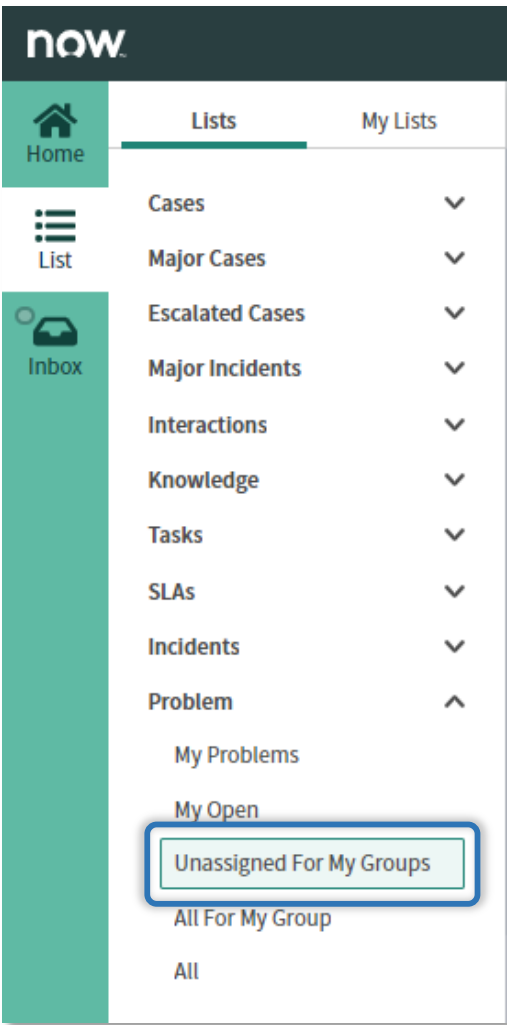 now
Home
List
Inbox
Lists My Lists
Cases
Major Cases
Escalated Cases
Major Incidents
Interactions
Knowledge
Tasks
SLAs
Incidents
Problem
My Problems
My Open
Unassigned For My Groups
All For My Group
All